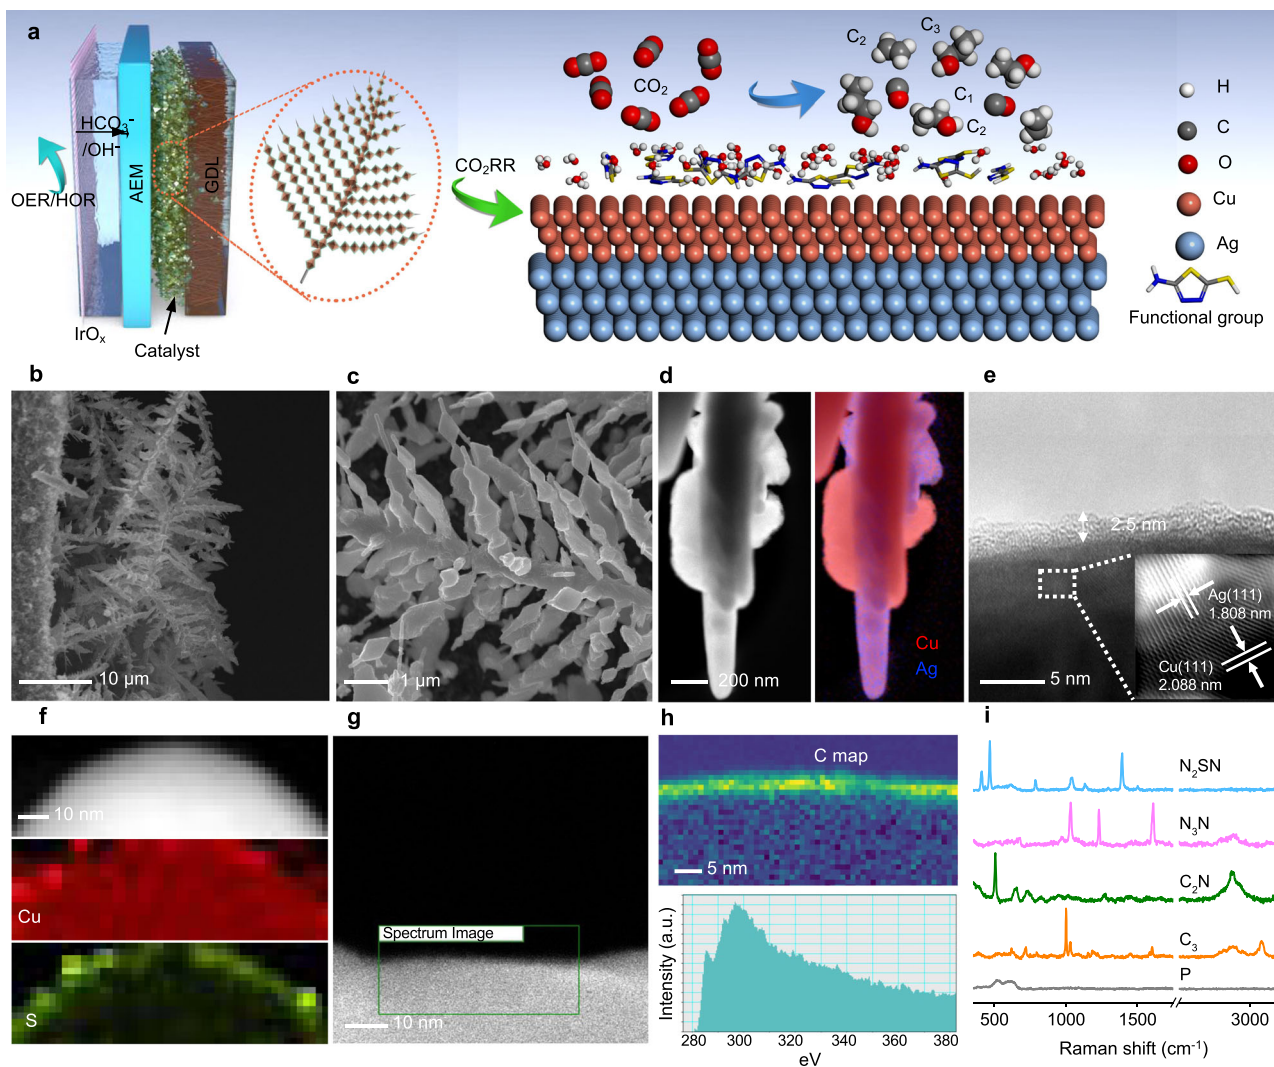 a
HCO₃⁻
/OH⁻
OER/HOR
AEM
GDL
IrOₓ
Catalyst
CO₂RR
CO₂
C₂
C₃
C₁
C₂
H
C
O
Cu
Ag
Functional group
b
10 µm
c
1 µm
d
200 nm
Cu
Ag
e
2.5 nm
Ag(111)
1.808 nm
Cu(111)
2.088 nm
5 nm
f
10 nm
Cu
S
g
Spectrum Image
10 nm
h
C map
5 nm
Intensity (a.u.)
280 300 320 340 360 380
eV
i
N₂SN
N₃N
C₂N
C₃
P
500 1000 1500 3000
Raman shift (cm⁻¹)